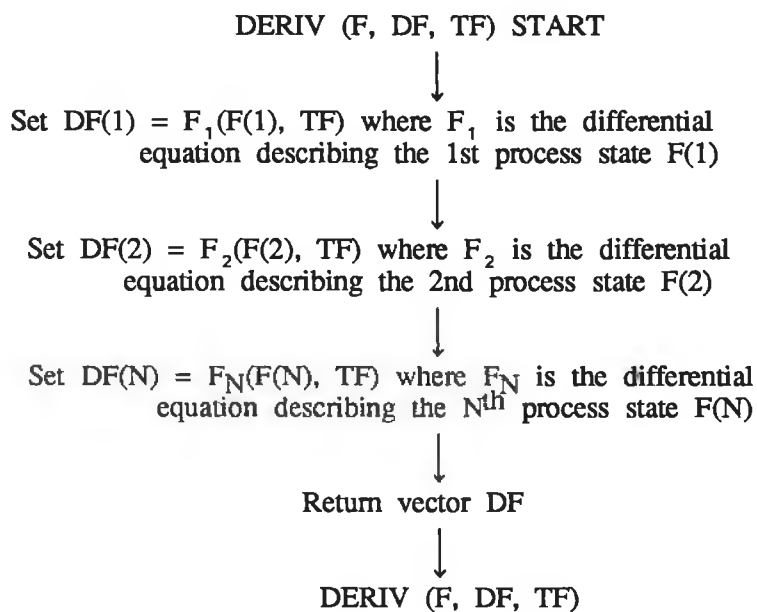 DERIV (F, DF, TF) START
Set DF(1) = F₁(F(1), TF) where F₁ is the differential
equation describing the 1st process state F(1)
Set DF(2) = F₂(F(2), TF) where F₂ is the differential
equation describing the 2nd process state F(2)
Set DF(N) = F_N(F(N), TF) where F_N is the differential
equation describing the Nᵗʰ process state F(N)
Return vector DF
DERIV (F, DF, TF)